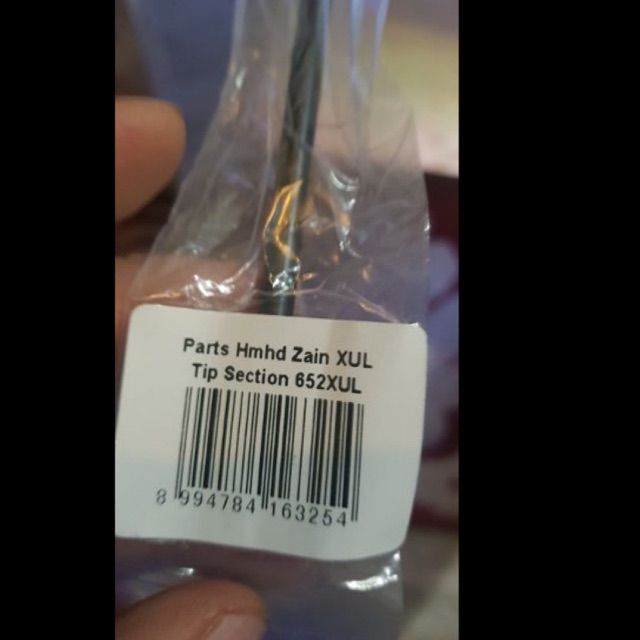 Parts Hmhd Zain XUL
Tip Section 652XUL
8 994784 163254